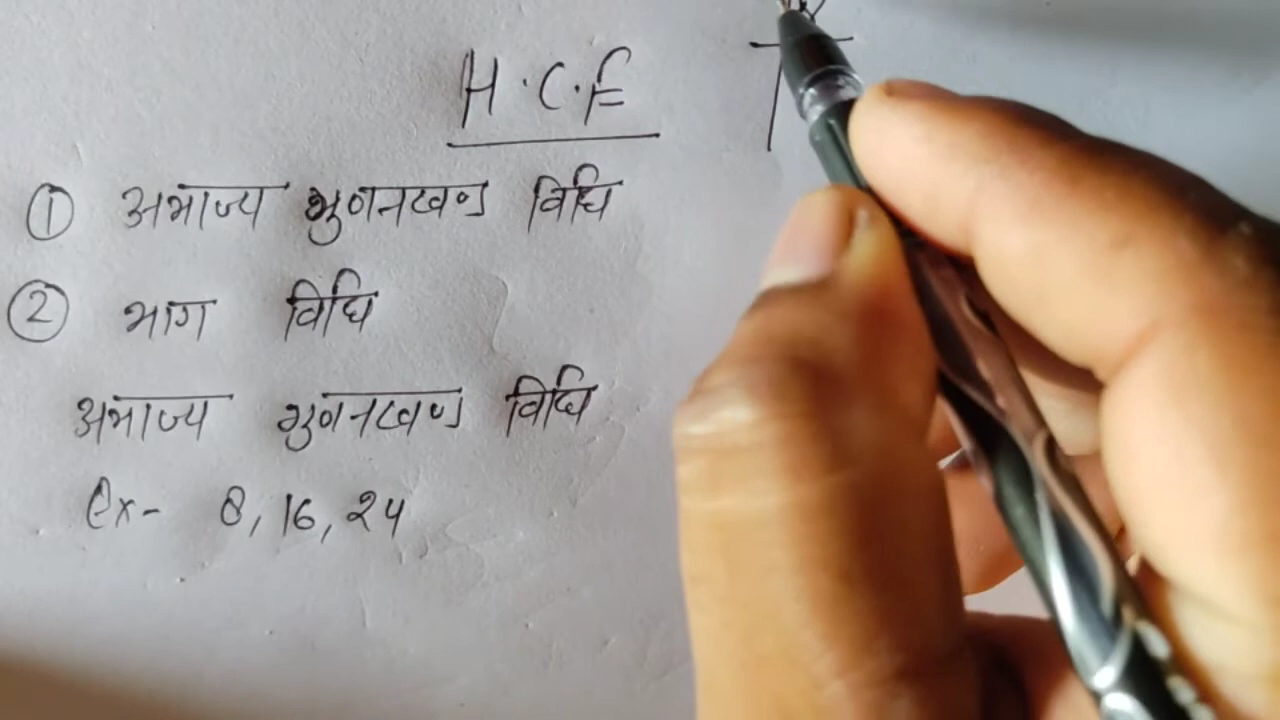 H.C.F
① अभाज्य गुणनखण्ड विधि
② भाग विधि
अभाज्य गुणनखण्ड विधि
Ex- 8, 16, 24